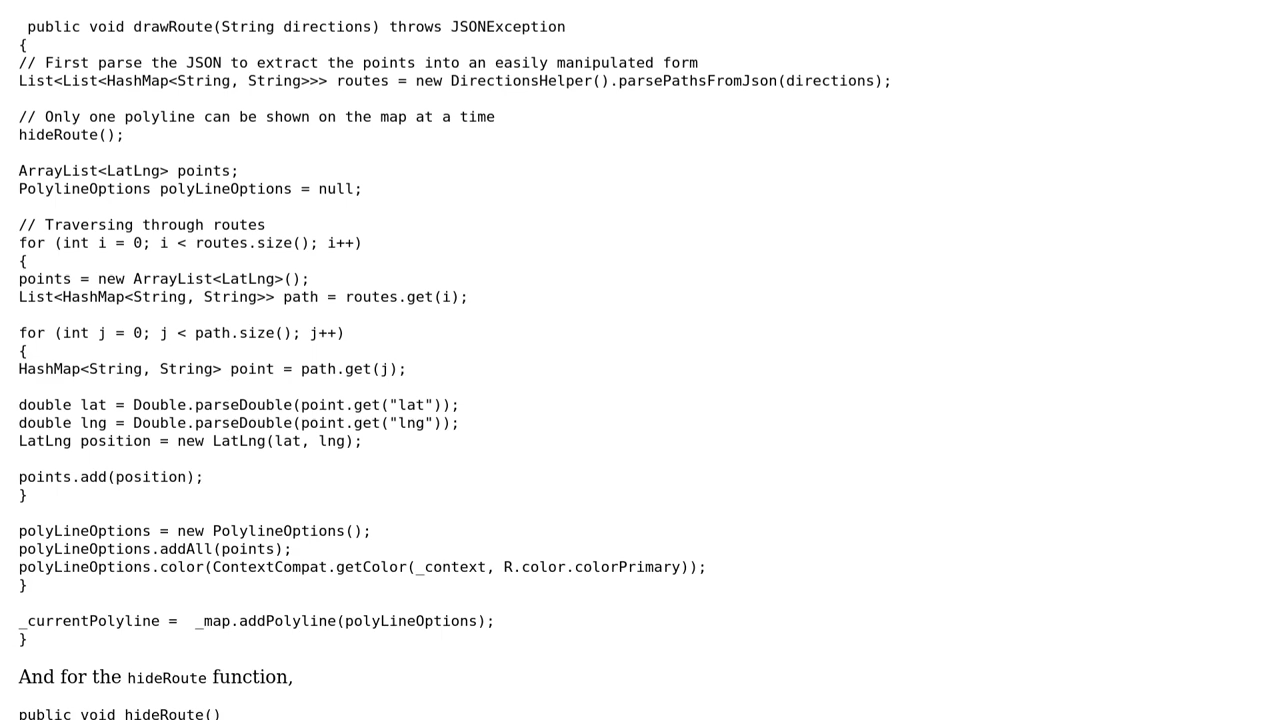 public void drawRoute(String directions) throws JSONException
{
// First parse the JSON to extract the points into an easily manipulated form
List<List<HashMap<String, String>>> routes = new DirectionsHelper().parsePathsFromJson(directions);

// Only one polyline can be shown on the map at a time
hideRoute();

ArrayList<LatLng> points;
PolylineOptions polyLineOptions = null;

// Traversing through routes
for (int i = 0; i < routes.size(); i++)
{
points = new ArrayList<LatLng>();
List<HashMap<String, String>> path = routes.get(i);

for (int j = 0; j < path.size(); j++)
{
HashMap<String, String> point = path.get(j);

double lat = Double.parseDouble(point.get("lat"));
double lng = Double.parseDouble(point.get("lng"));
LatLng position = new LatLng(lat, lng);

points.add(position);
}

polyLineOptions = new PolylineOptions();
polyLineOptions.addAll(points);
polyLineOptions.color(ContextCompat.getColor(_context, R.color.colorPrimary));
}

_currentPolyline =  _map.addPolyline(polyLineOptions);
}

And for the hideRoute function,

public void hideRoute()